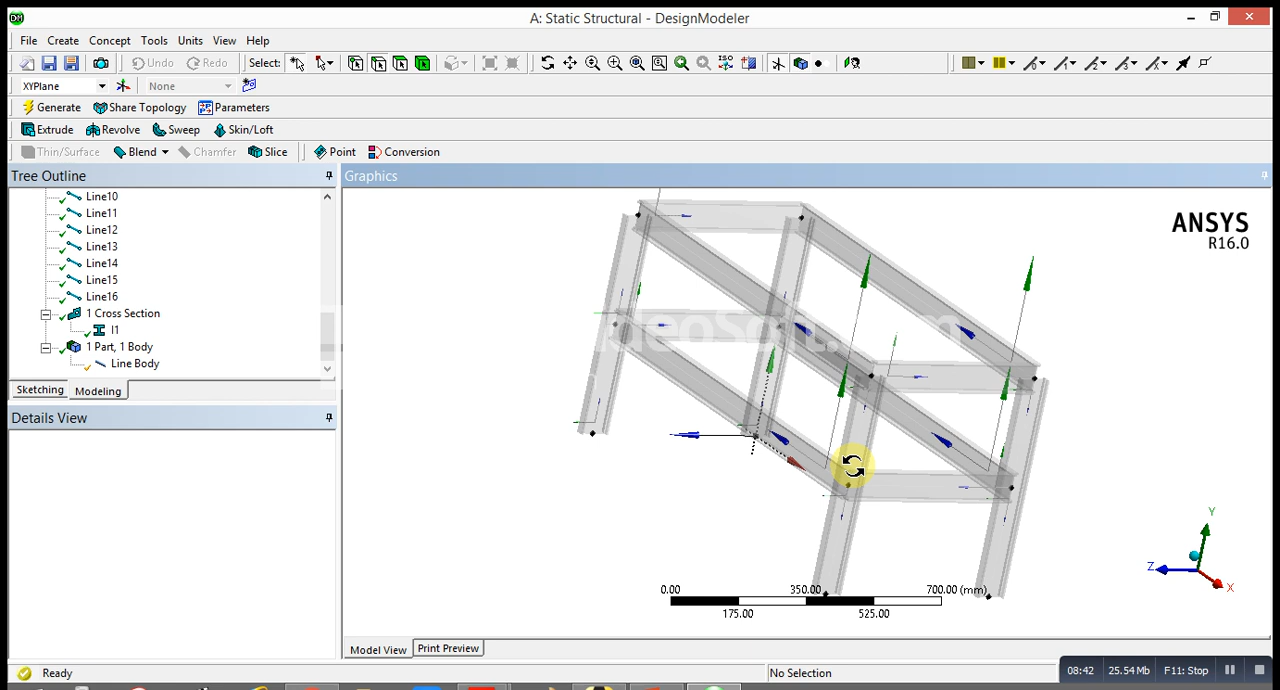 DM
A: Static Structural - DesignModeler
File Create Concept Tools Units View Help
Undo Redo Select:
ISO
XYPlane None
Generate Share Topology Parameters
Extrude Revolve Sweep Skin/Loft
Thin/Surface Blend Chamfer Slice Point Conversion
Tree Outline
Line10
Line11
Line12
Line13
Line14
Line15
Line16
1 Cross Section
I1
1 Part, 1 Body
Line Body
Sketching Modeling
Details View
Graphics
ANSYS
R16.0
0.00 350.00 700.00 (mm)
175.00 525.00
Y
Z
X
Model View Print Preview
Ready
No Selection
08:42 25.54 Mb F11: Stop